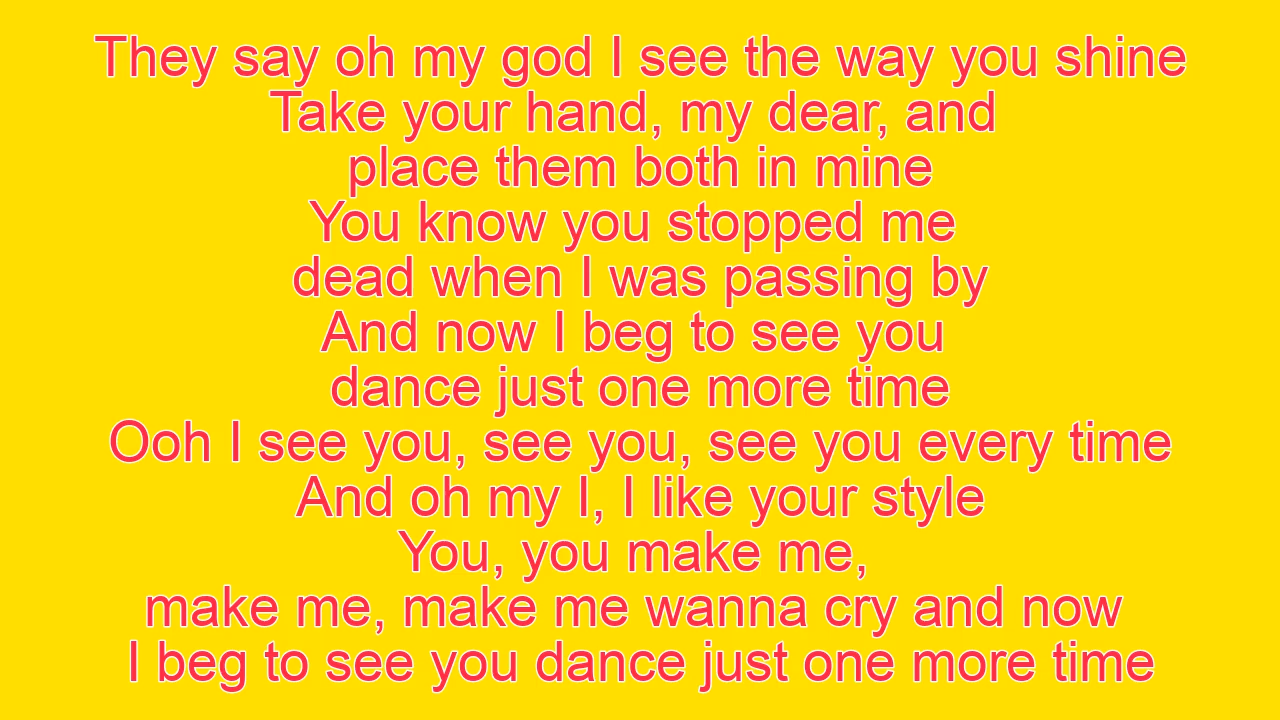 They say oh my god I see the way you shine
Take your hand, my dear, and
place them both in mine
You know you stopped me
dead when I was passing by
And now I beg to see you
dance just one more time
Ooh I see you, see you, see you every time
And oh my I, I like your style
You, you make me,
make me, make me wanna cry and now
I beg to see you dance just one more time